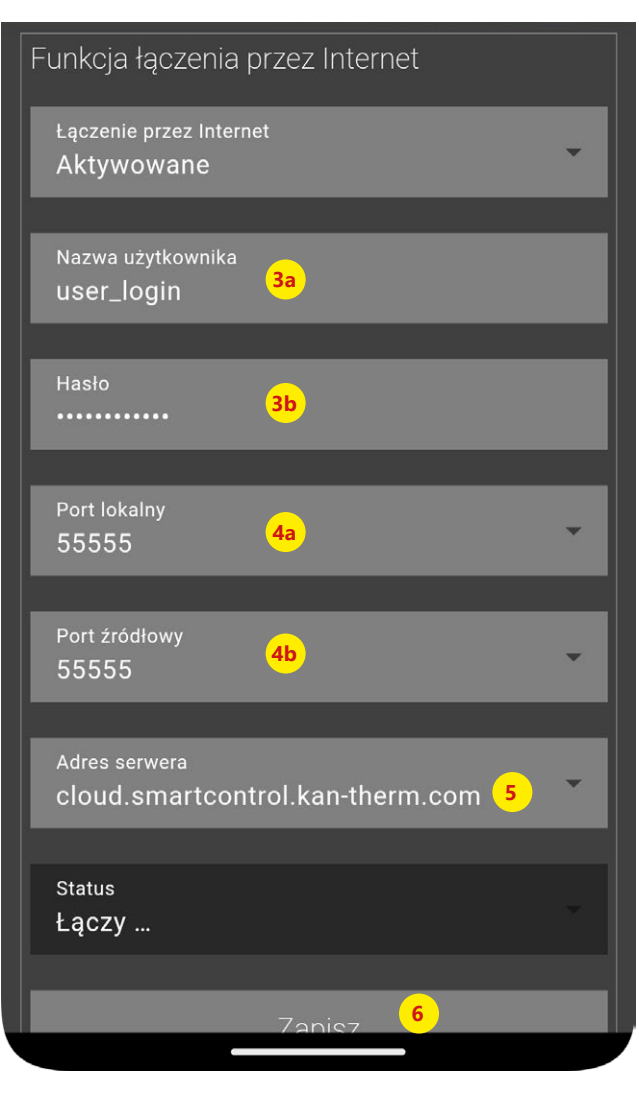 Funkcja łączenia przez Internet
Łączenie przez Internet
Aktywowane
Nazwa użytkownika
user_login
3a
Hasło
••••••••••••
3b
Port lokalny
55555
4a
Port źródłowy
55555
4b
Adres serwera
cloud.smartcontrol.kan-therm.com
5
Status
Łączy ...
Zapisz
6